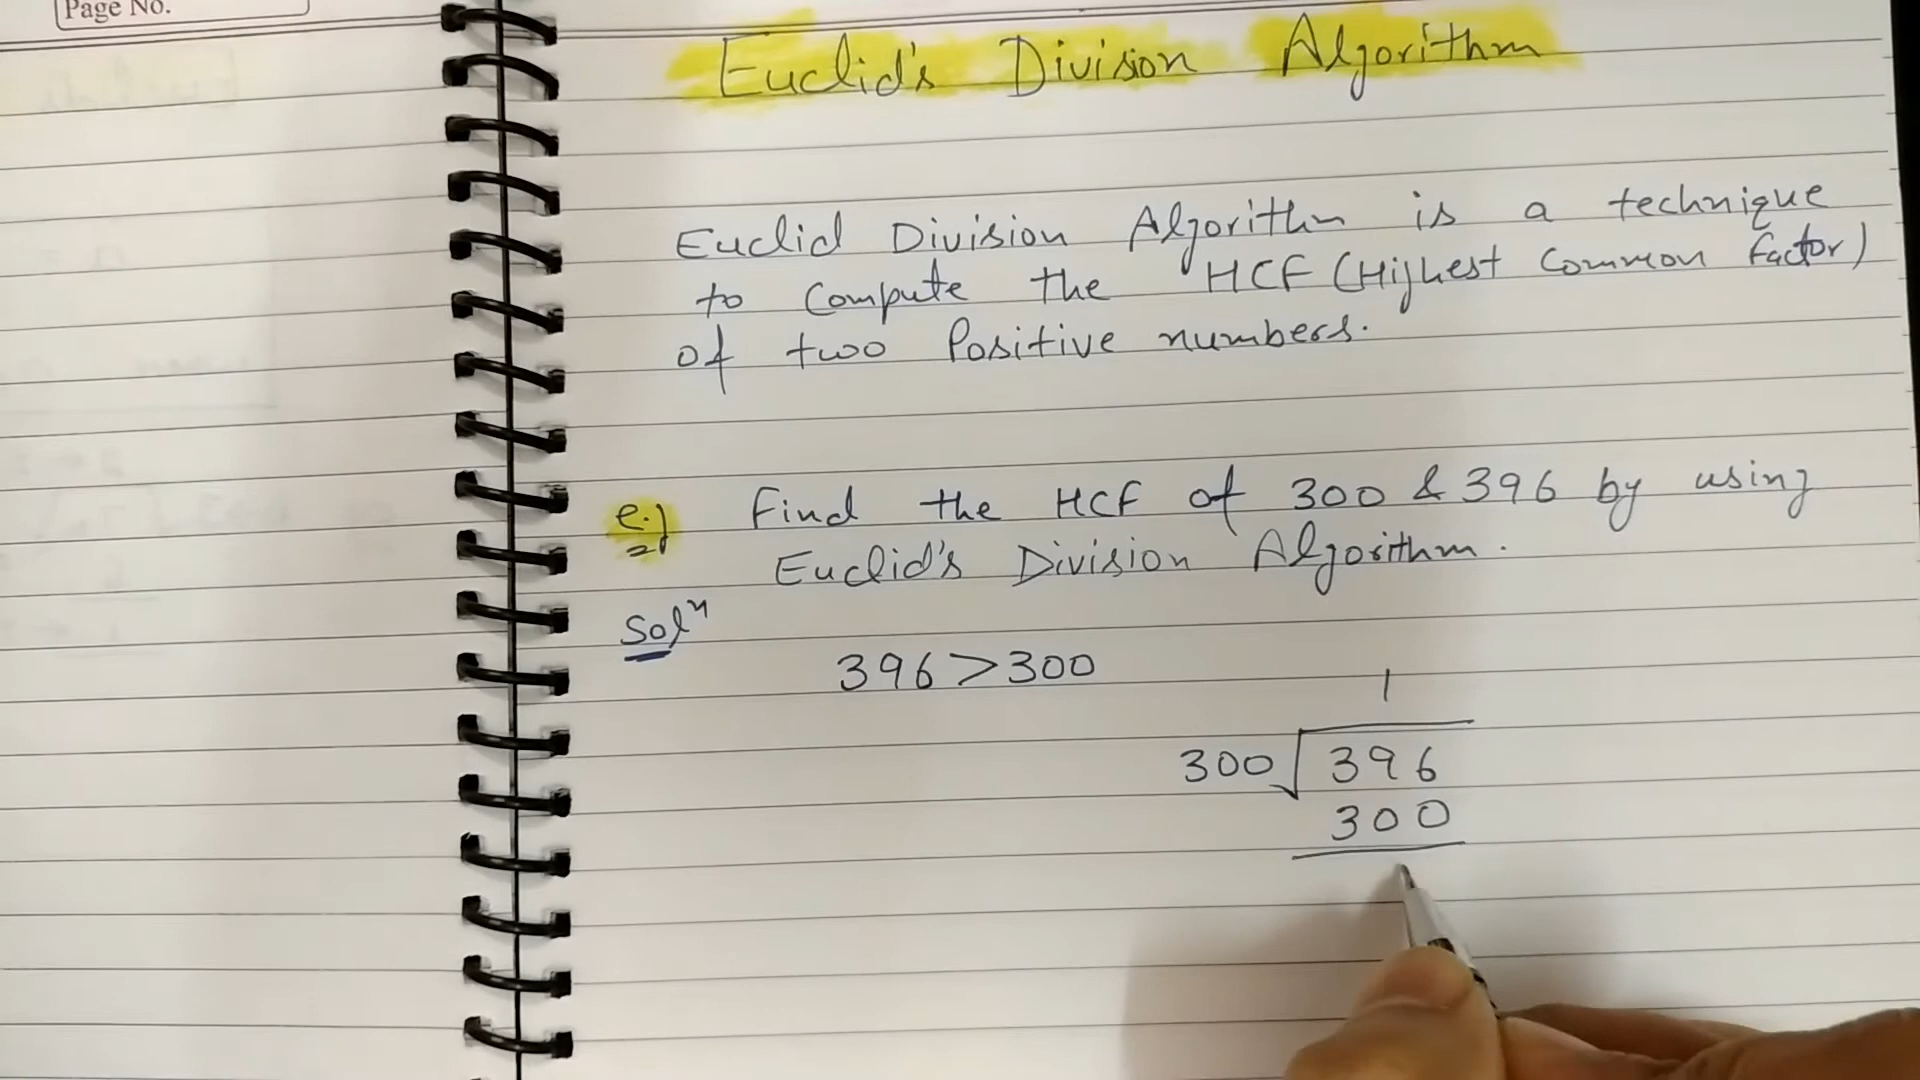 Page No.
Euclid's Division Algorithm
Euclid Division Algorithm is a technique
to Compute the HCF (Highest Common Factor)
of two Positive numbers.
e.g Find the HCF of 300 & 396 by using
Euclid's Division Algorithm.
Solⁿ
396 > 300
1
300 396
300